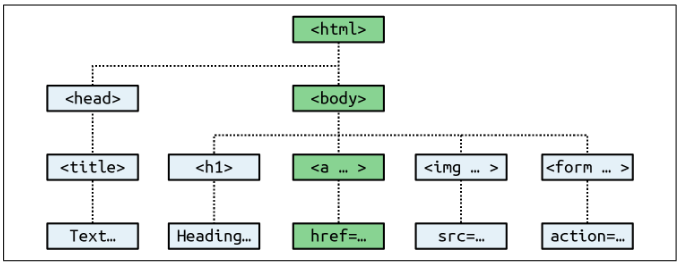 <html>
<head> <body>
<title> <h1> <a … > <img … > <form … >
Text… Heading… href=… src=… action=…